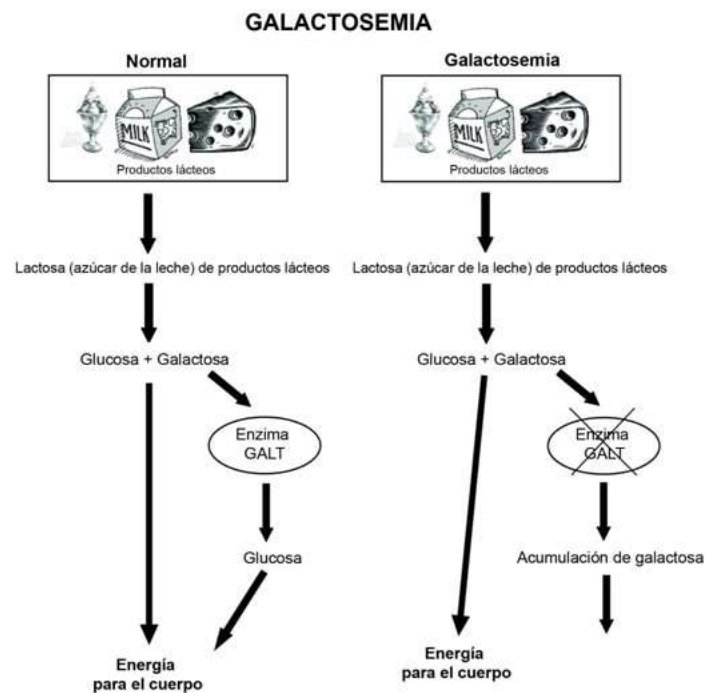 GALACTOSEMIA
Normal
MILK
Productos lácteos
Lactosa (azúcar de la leche) de productos lácteos
Glucosa + Galactosa
Enzima
GALT
Glucosa
Energía
para el cuerpo
Galactosemia
MILK
Productos lácteos
Lactosa (azúcar de la leche) de productos lácteos
Glucosa + Galactosa
Enzima
GALT
Acumulación de galactosa
Energía
para el cuerpo